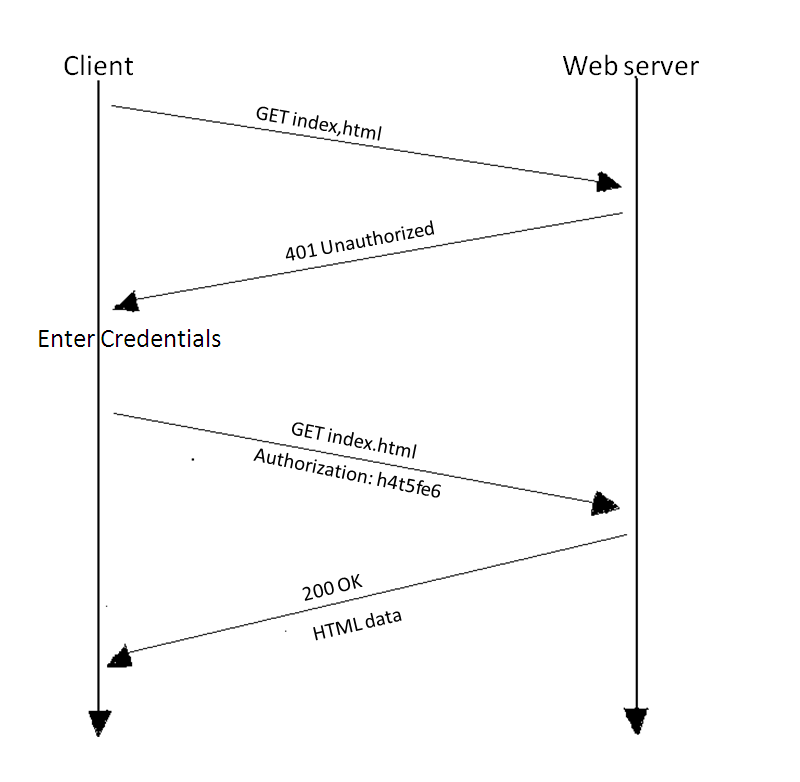 Client
Web server
GET index,html
401 Unauthorized
Enter Credentials
GET index.html
Authorization: h4t5fe6
200 OK
HTML data